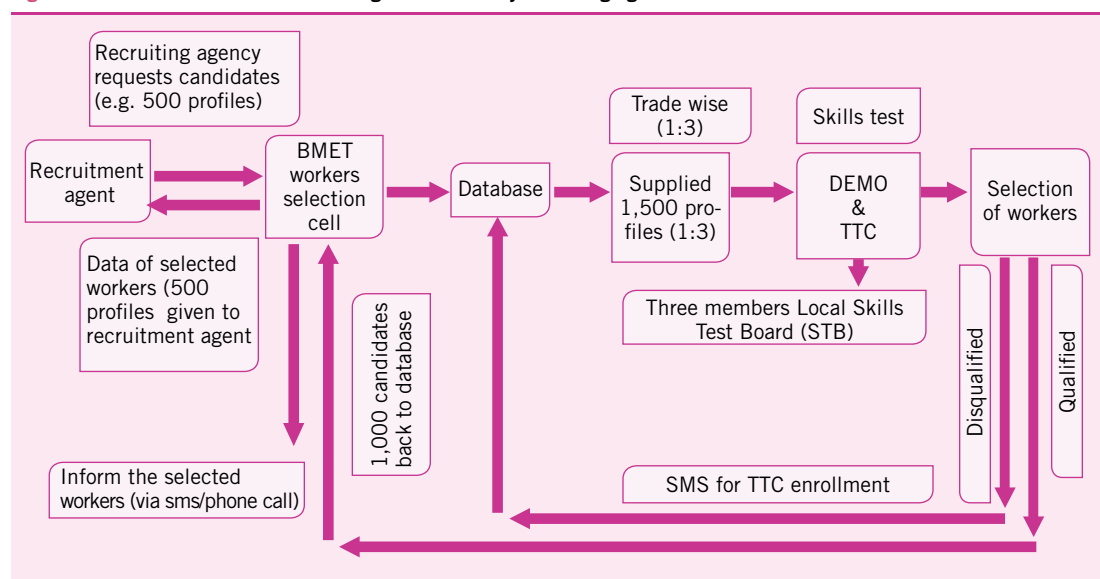 Recruiting agency
requests candidates
(e.g. 500 profiles)
Trade wise
(1:3)
Skills test
Recruitment
agent
BMET
workers
selection
cell
Database
Supplied
1,500 pro-
files (1:3)
DEMO
&
TTC
Selection
of workers
Data of selected
workers (500
profiles given to
recruitment agent
Three members Local Skills
Test Board (STB)
1,000 candidates
back to database
Disqualified
Qualified
Inform the selected
workers (via sms/phone call)
SMS for TTC enrollment